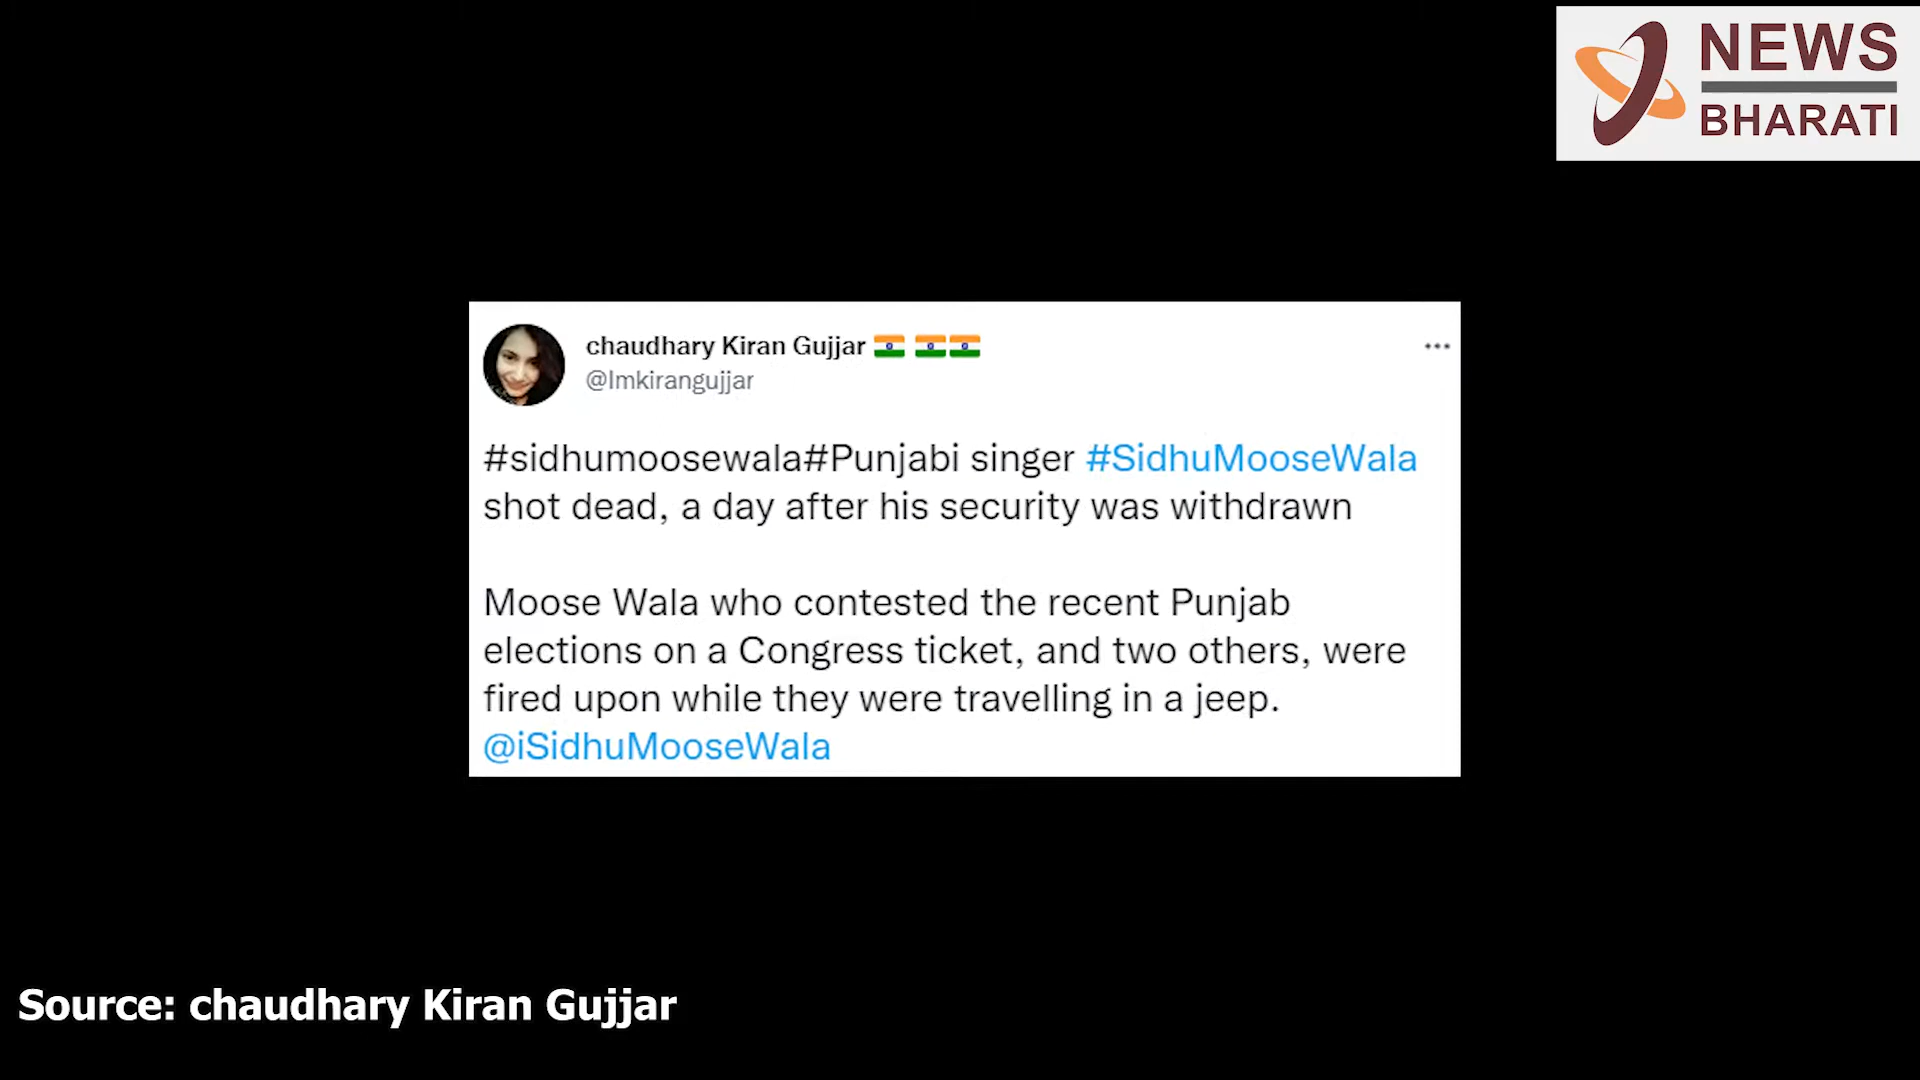 NEWS
BHARATI
chaudhary Kiran Gujjar
@Imkirangujjar
#sidhumoosewala#Punjabi singer #SidhuMooseWala
shot dead, a day after his security was withdrawn
Moose Wala who contested the recent Punjab
elections on a Congress ticket, and two others, were
fired upon while they were travelling in a jeep.
@iSidhuMooseWala
Source: chaudhary Kiran Gujjar